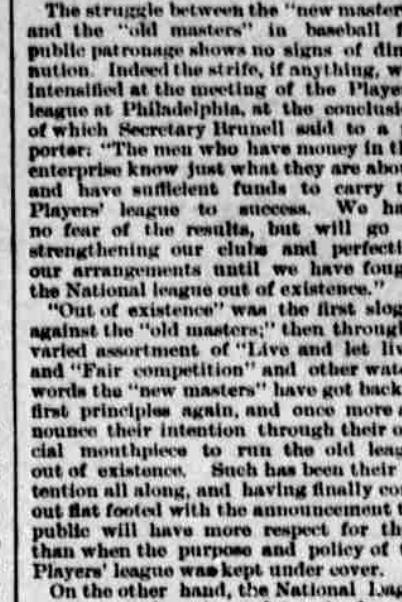 The struggle between the "new master
and the "old masters" in baseball f
public patronage shows no signs of dim
nution. Indeed the strife, if anything, w
intensified at the meeting of the Playe
league at Philadelphia, at the conclusi
of which Secretary Brunell said to a
porter: "The men who have money in th
enterprise know just what they are abo
and have sufficient funds to carry t
Players' league to success. We ha
no fear of the results, but will go
strengthening our clubs and perfecti
our arrangements until we have foug
the National league out of existence."
"Out of existence" was the first slog
against the "old masters;" then through
varied assortment of "Live and let liv
and "Fair competition" and other watc
words the "new masters" have got back
first principles again, and once more a
nounce their intention through their o
cial mouthpiece to run the old leag
out of existence. Such has been their
tention all along, and having finally co
out flat footed with the announcement t
public will have more respect for th
than when the purpose and policy of t
Players' league was kept under cover.
On the other hand, the National Leag